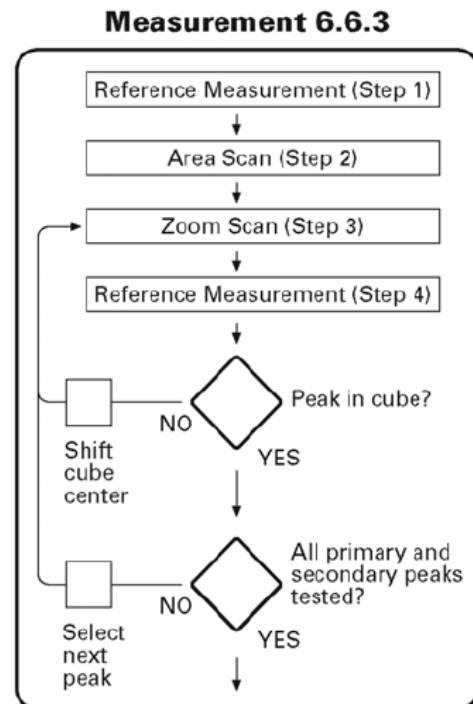 Measurement 6.6.3
Reference Measurement (Step 1)
Area Scan (Step 2)
Zoom Scan (Step 3)
Reference Measurement (Step 4)
Peak in cube?
NO
YES
Shift
cube
center
All primary and
secondary peaks
tested?
NO
YES
Select
next
peak